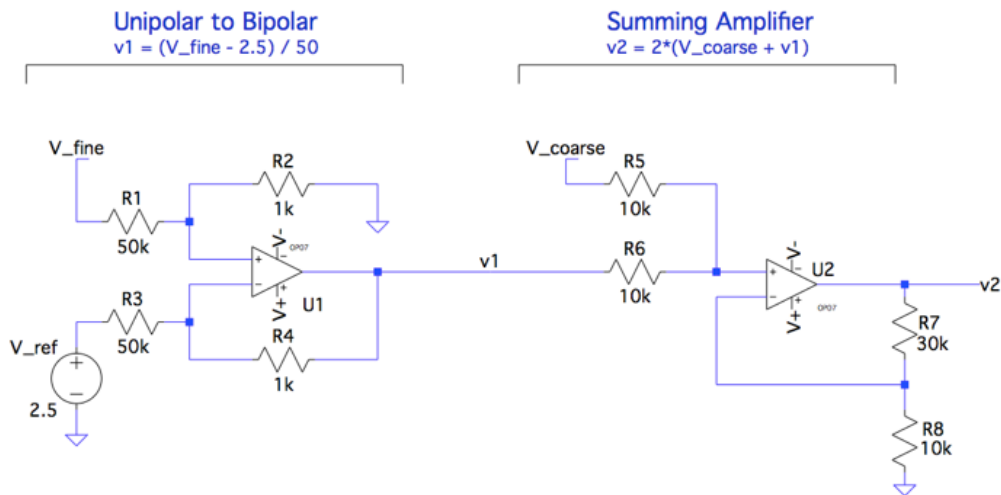 Unipolar to Bipolar
v1 = (V_fine - 2.5) / 50
Summing Amplifier
v2 = 2*(V_coarse + v1)
V_fine
R1
50k
R2
1k
V-
OP07
+
−
−
+
V+
U1
R3
50k
R4
1k
V_ref
+
−
2.5
v1
V_coarse
R5
10k
R6
10k
V-
U2
+
−
−
+
V+
OP07
v2
R7
30k
R8
10k